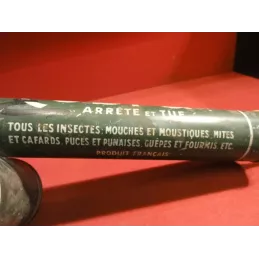 ARRÊTE ET TUE
TOUS LES INSECTES: MOUCHES ET MOUSTIQUES, MITES
ET CAFARDS, PUCES ET PUNAISES, GUÊPES ET FOURMIS, ETC.
PRODUIT FRANÇAIS